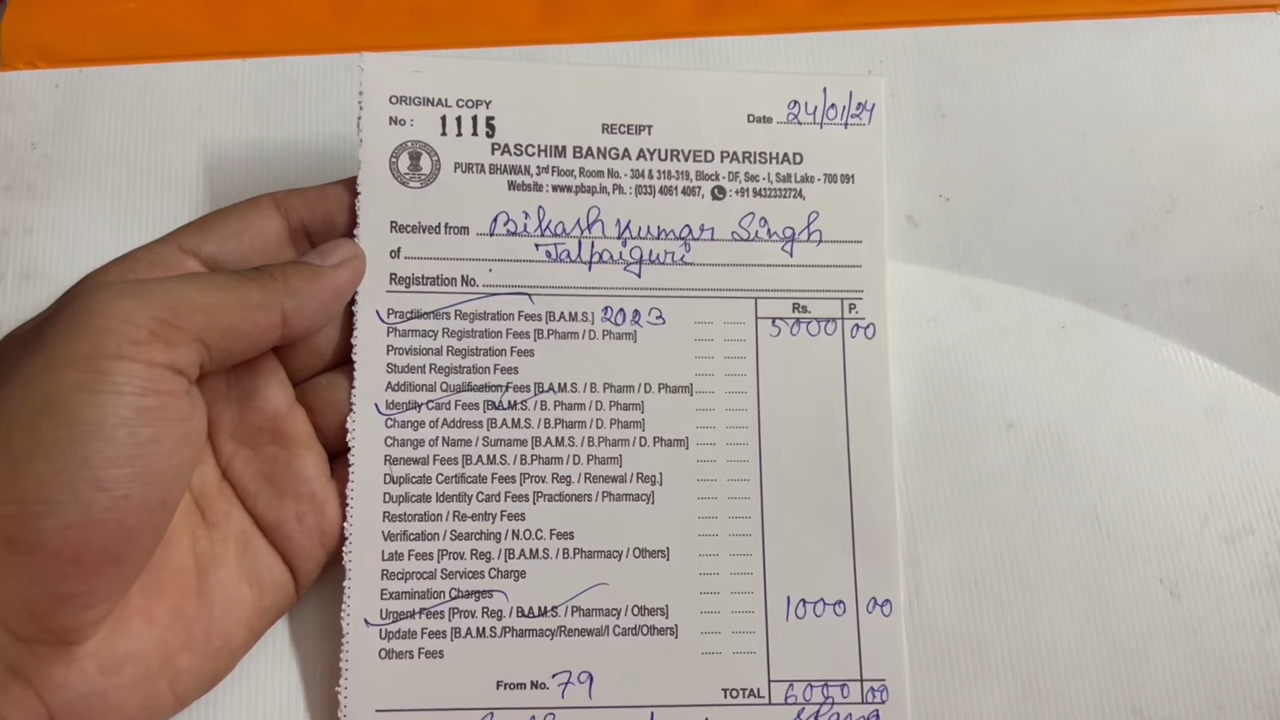 ORIGINAL COPY
No : 1115
RECEIPT
Date 24/01/24
PASCHIM BANGA AYURVED PARISHAD
PURTA BHAWAN, 3rd Floor, Room No. - 304 & 318-319, Block - DF, Sec - I, Salt Lake - 700 091
Website : www.pbap.in, Ph. : (033) 4061 4067, : +91 9432332724,
Received from Bikash Kumar Singh
of Jalpaiguri
Registration No.
Rs. P.
Practitioners Registration Fees [B.A.M.S.] 2023 5000 00
Pharmacy Registration Fees [B.Pharm / D. Pharm]
Provisional Registration Fees
Student Registration Fees
Additional Qualification Fees [B.A.M.S. / B. Pharm / D. Pharm]
Identity Card Fees [B.A.M.S. / B. Pharm / D. Pharm]
Change of Address [B.A.M.S. / B.Pharm / D. Pharm]
Change of Name / Surname [B.A.M.S. / B.Pharm / D. Pharm]
Renewal Fees [B.A.M.S. / B.Pharm / D. Pharm]
Duplicate Certificate Fees [Prov. Reg. / Renewal / Reg.]
Duplicate Identity Card Fees [Practioners / Pharmacy]
Restoration / Re-entry Fees
Verification / Searching / N.O.C. Fees
Late Fees [Prov. Reg. / [B.A.M.S. / B.Pharmacy / Others]
Reciprocal Services Charge
Examination Charges
Urgent Fees [Prov. Reg. / B.A.M.S. / Pharmacy / Others] 1000 00
Update Fees [B.A.M.S./Pharmacy/Renewal/I Card/Others]
Others Fees
From No. 79
TOTAL 6000 00